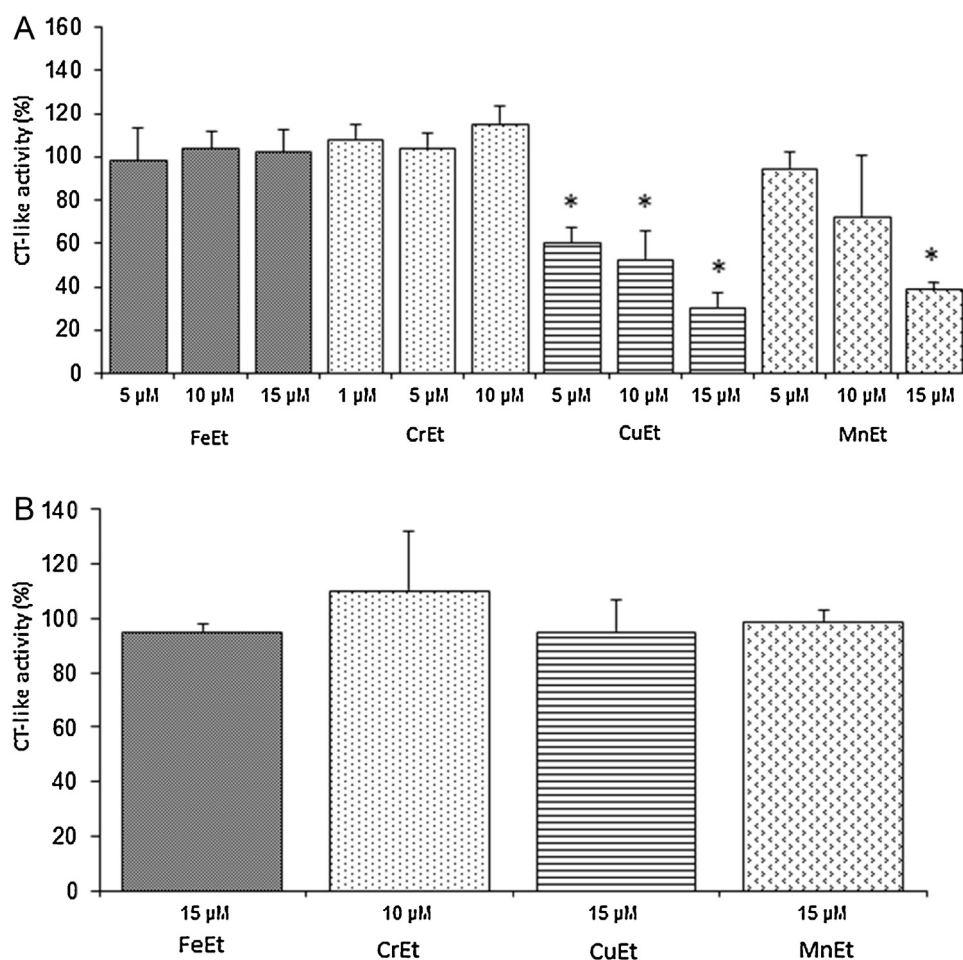 A
CT-like activity (%)
160
140
120
100
80
60
40
20
0
* * * *
5 µM 10 µM 15 µM 1 µM 5 µM 10 µM 5 µM 10 µM 15 µM 5 µM 10 µM 15 µM
FeEt CrEt CuEt MnEt
B
CT-like activity (%)
140
120
100
80
60
40
20
0
15 µM 10 µM 15 µM 15 µM
FeEt CrEt CuEt MnEt